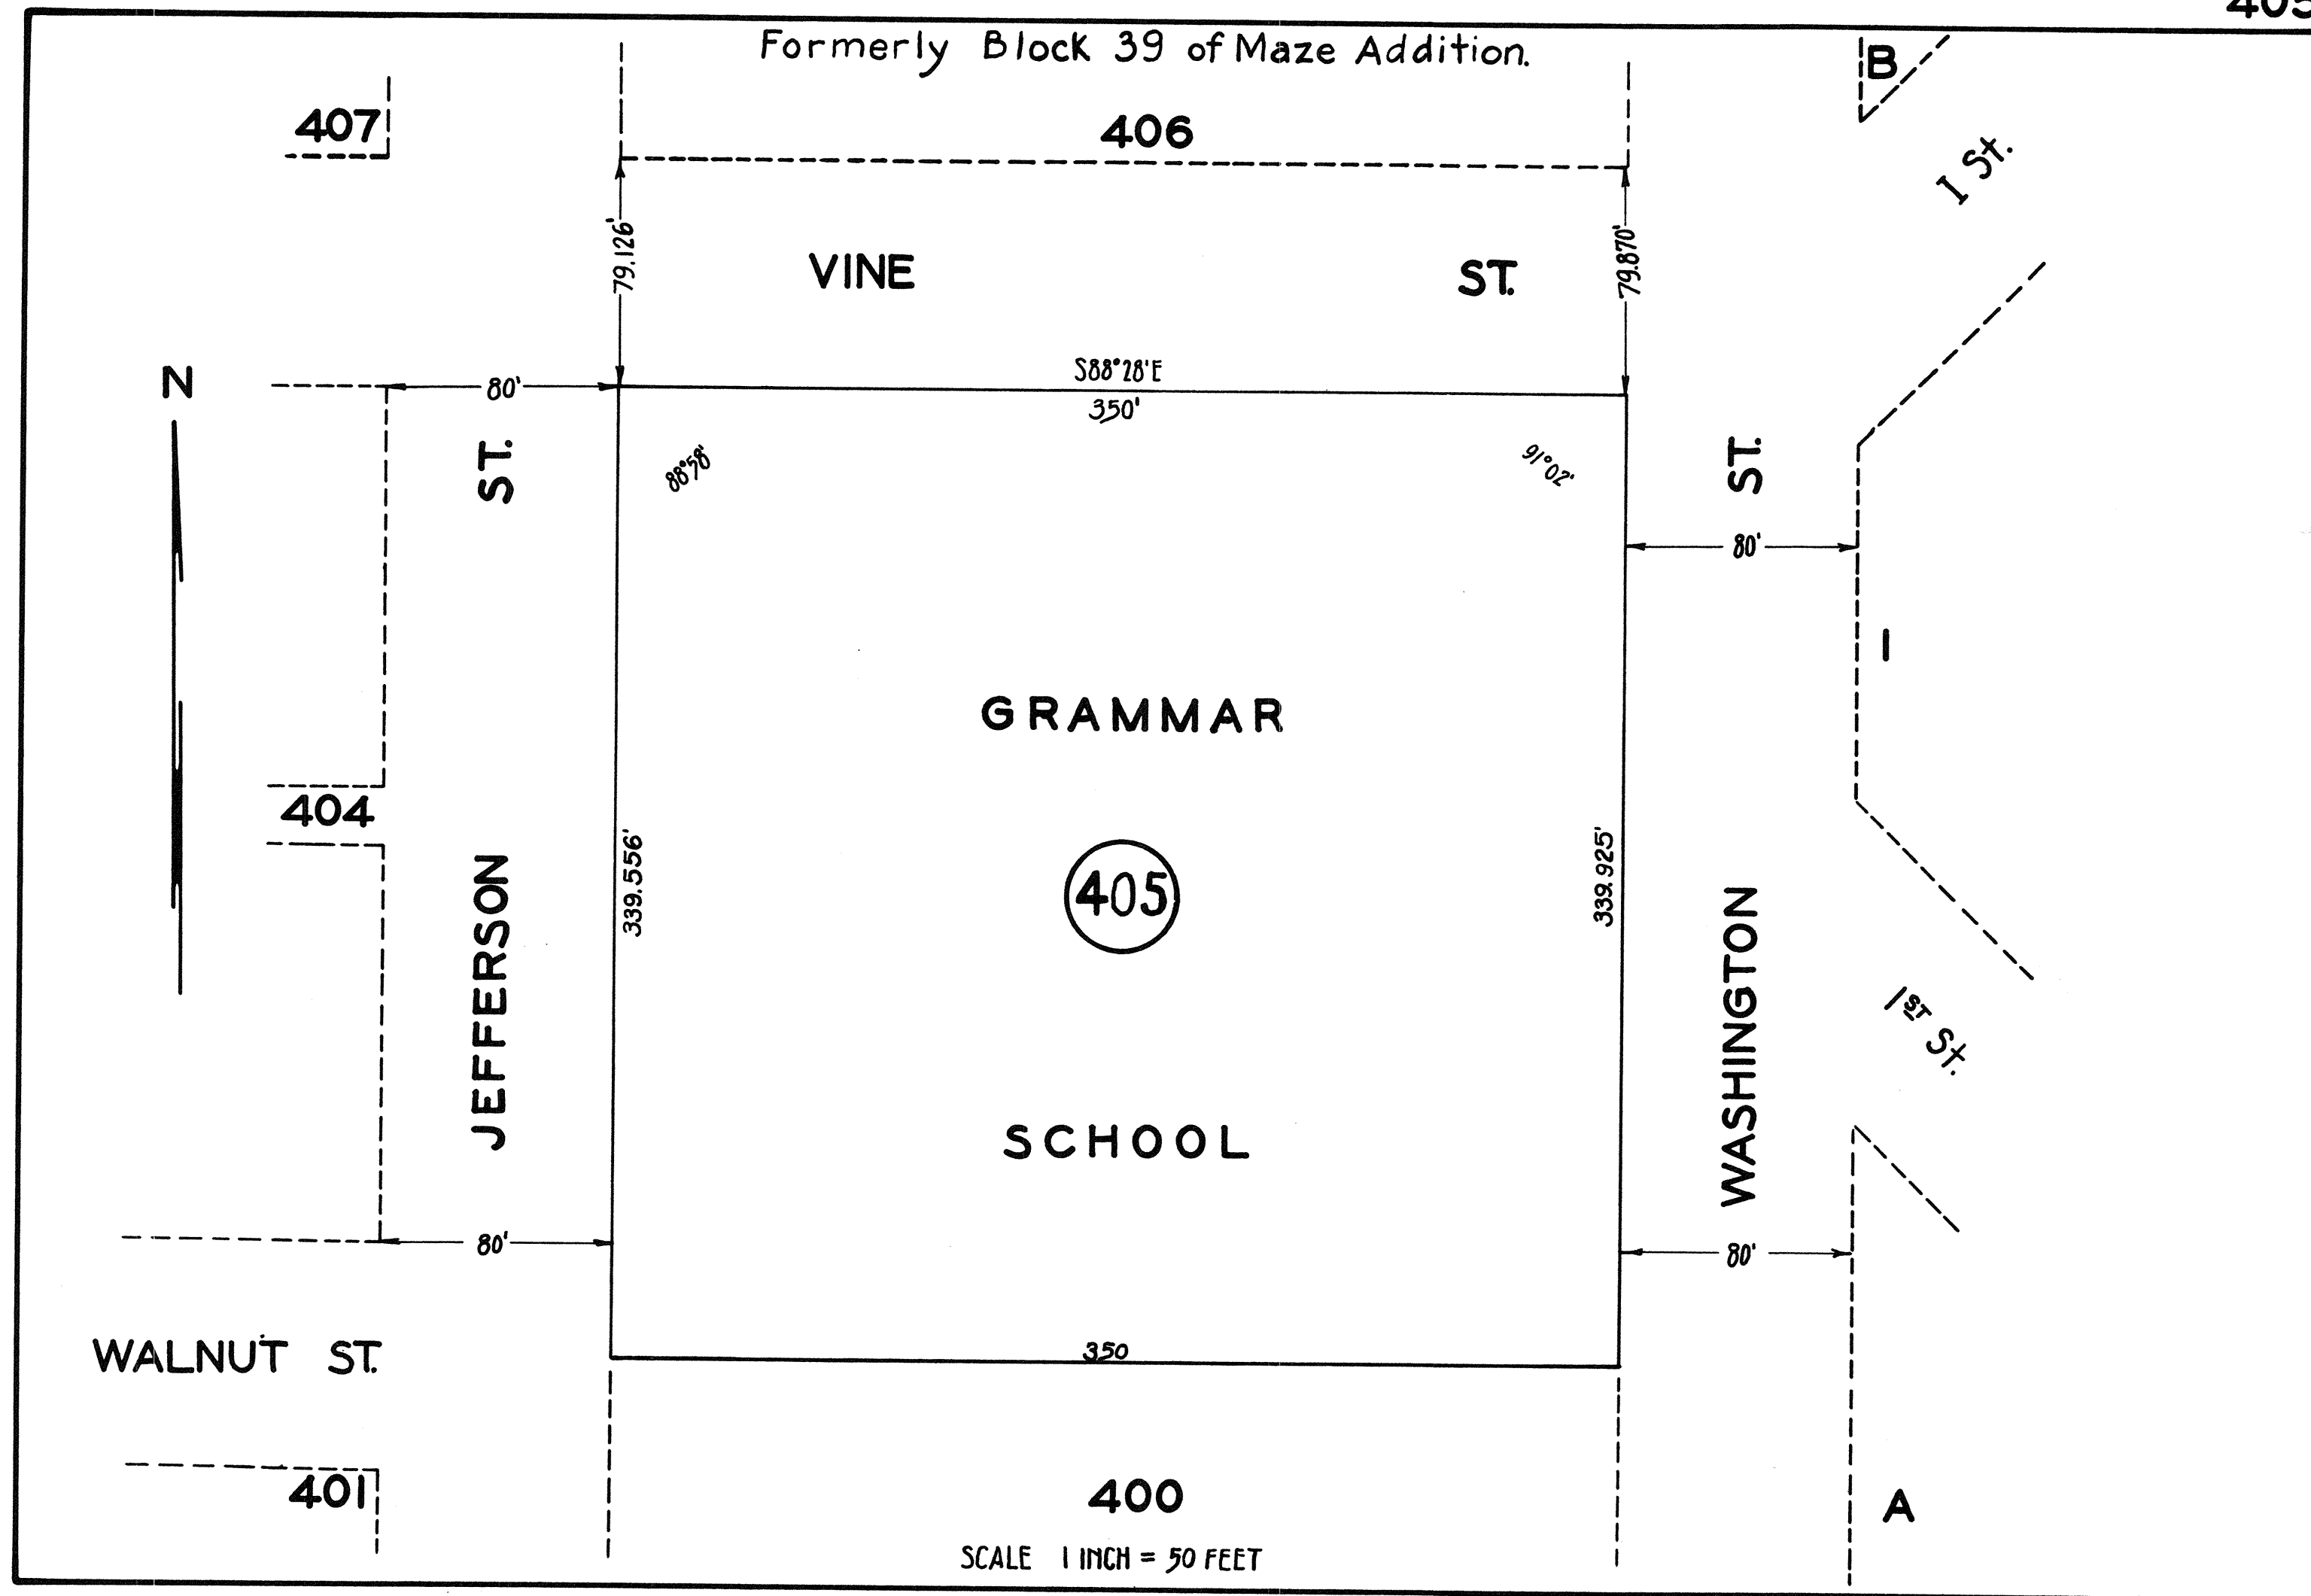 405
Formerly Block 39 of Maze Addition.
B
407
406
I St.
79.126'
79.870'
VINE ST.
S88°28'E
N
80'
350'
88°58'
91°02'
ST.
ST.
80'
I
GRAMMAR
404
405
339.556'
339.925'
JEFFERSON
WASHINGTON
1ST St.
SCHOOL
80'
80'
WALNUT ST.
350
401
400
A
SCALE 1 INCH = 50 FEET